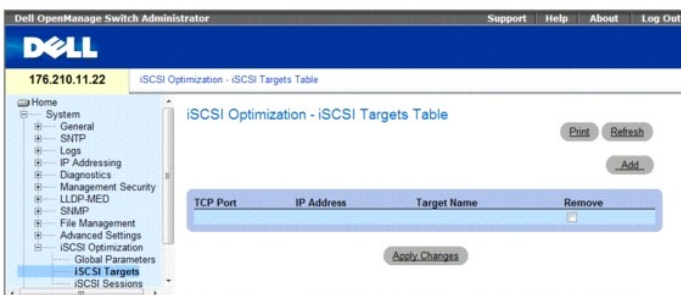 Dell OpenManage Switch Administrator
Support Help About Log Out
DELL
176.210.11.22
iSCSI Optimization - iSCSI Targets Table
Home
System
General
SNTP
Logs
IP Addressing
Diagnostics
Management Security
LLDP-MED
SNMP
File Management
Advanced Settings
iSCSI Optimization
Global Parameters
iSCSI Targets
iSCSI Sessions
iSCSI Optimization - iSCSI Targets Table
Print Refresh
Add
TCP Port IP Address Target Name Remove
Apply Changes